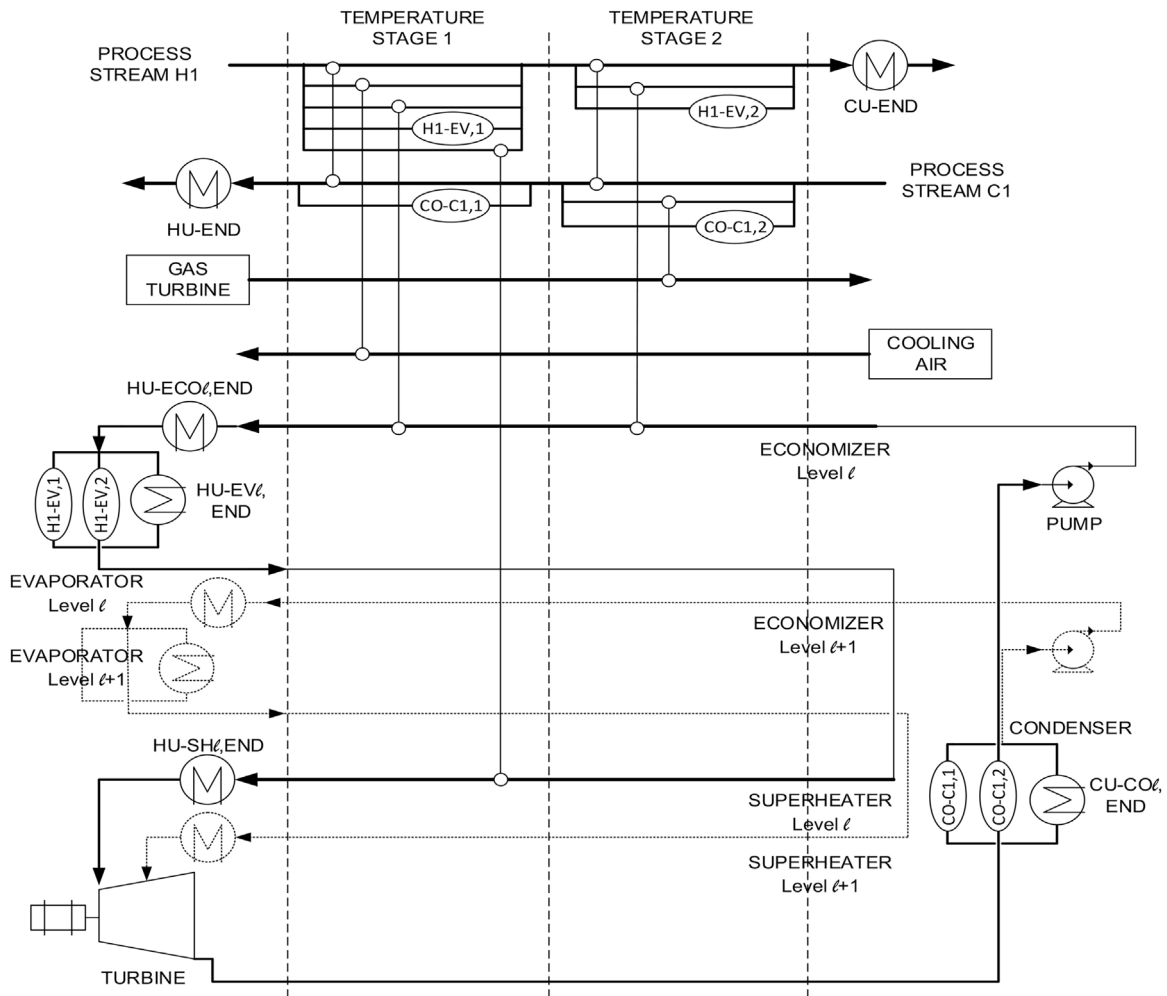 TEMPERATURE
STAGE 1
TEMPERATURE
STAGE 2
PROCESS
STREAM H1
CU-END
H1-EV,1
H1-EV,2
PROCESS
STREAM C1
HU-END
CO-C1,1
CO-C1,2
GAS
TURBINE
COOLING
AIR
HU-ECOℓ,END
ECONOMIZER
Level ℓ
H1-EV,1
H1-EV,2
HU-EVℓ,
END
PUMP
EVAPORATOR
Level ℓ
ECONOMIZER
Level ℓ+1
EVAPORATOR
Level ℓ+1
CONDENSER
HU-SHℓ,END
CO-C1,1
CO-C1,2
CU-COℓ,
END
SUPERHEATER
Level ℓ
SUPERHEATER
Level ℓ+1
TURBINE